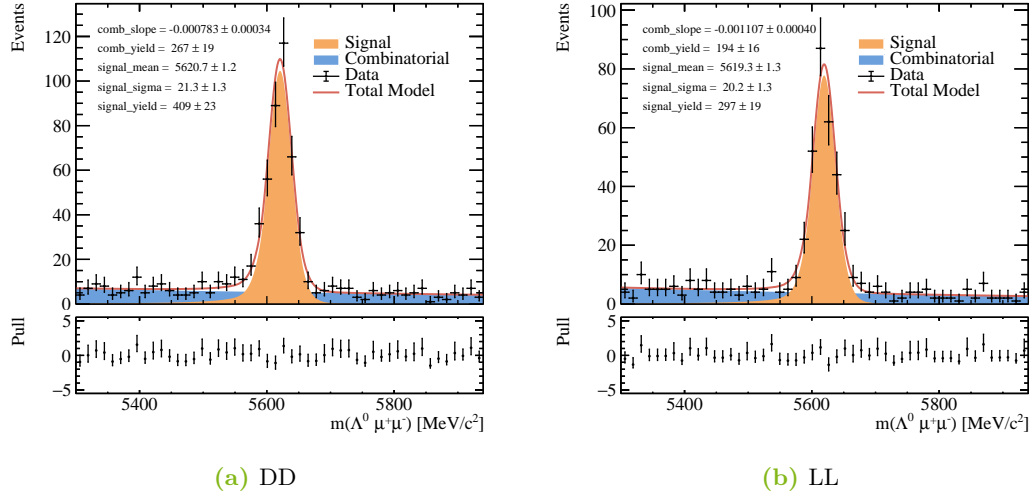 Events
120
100
80
60
40
20
0
comb_slope = -0.000783 ± 0.00034
comb_yield = 267 ± 19
signal_mean = 5620.7 ± 1.2
signal_sigma = 21.3 ± 1.3
signal_yield = 409 ± 23
Signal
Combinatorial
Data
Total Model
Pull
5
0
−5
5400 5600 5800
m(Λ⁰ μ⁺μ⁻) [MeV/c²]
(a) DD
Events
100
80
60
40
20
0
comb_slope = -0.001107 ± 0.00040
comb_yield = 194 ± 16
signal_mean = 5619.3 ± 1.3
signal_sigma = 20.2 ± 1.3
signal_yield = 297 ± 19
Signal
Combinatorial
Data
Total Model
Pull
5
0
−5
5400 5600 5800
m(Λ⁰ μ⁺μ⁻) [MeV/c²]
(b) LL